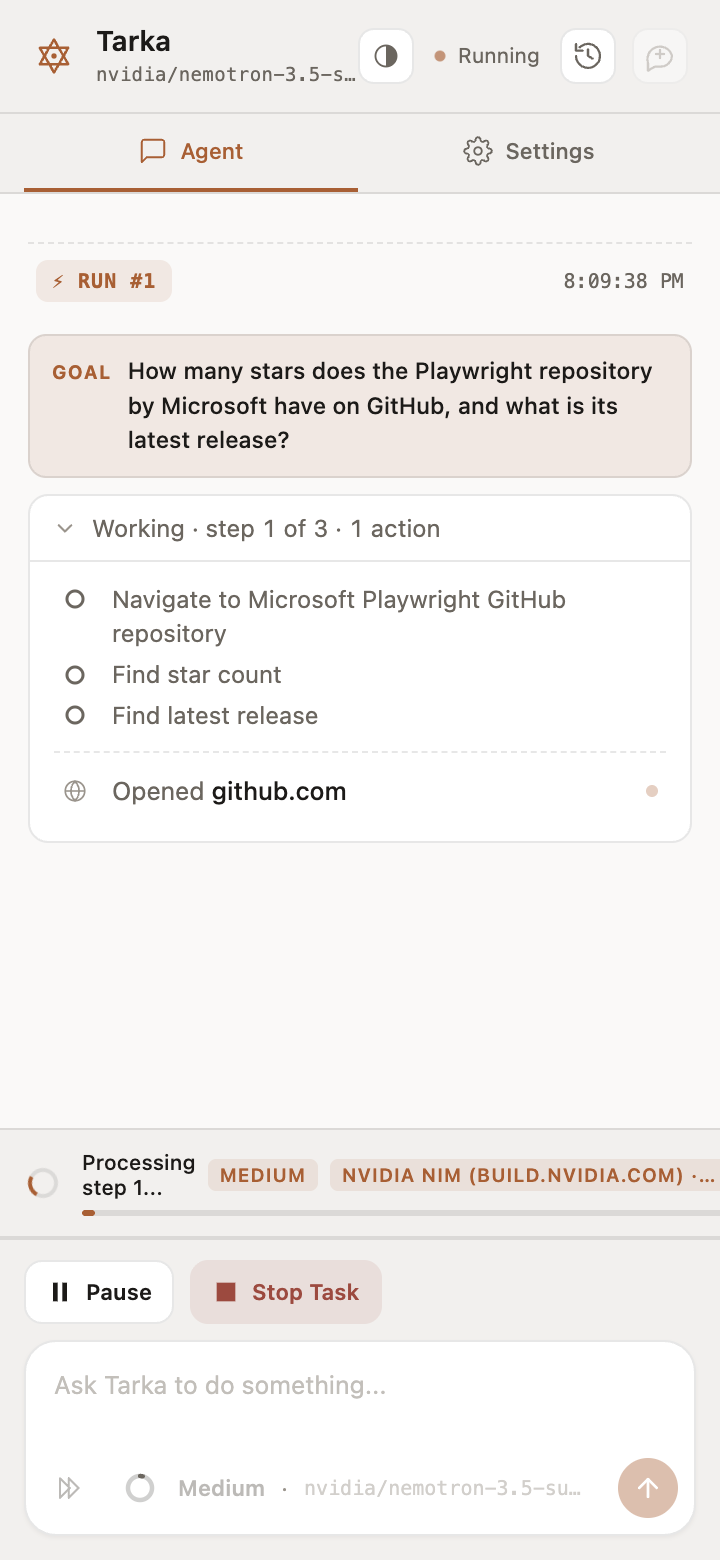 Tarka
nvidia/nemotron-3.5-s…
Running
Agent
Settings
⚡ RUN #1
8:09:38 PM
GOAL
How many stars does the Playwright repository
by Microsoft have on GitHub, and what is its
latest release?
Working · step 1 of 3 · 1 action
Navigate to Microsoft Playwright GitHub
repository
Find star count
Find latest release
Opened github.com
Processing
step 1...
MEDIUM
NVIDIA NIM (BUILD.NVIDIA.COM) ·…
Pause
Stop Task
Ask Tarka to do something...
Medium · nvidia/nemotron-3.5-su…